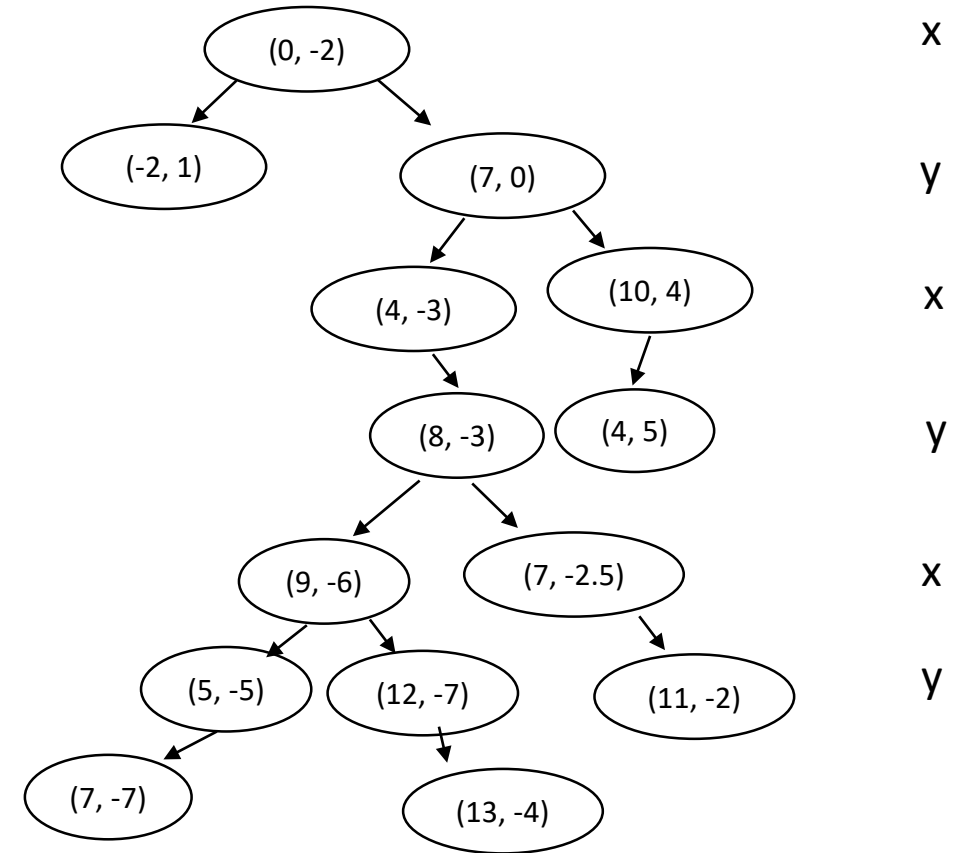 (0, -2)
x
(-2, 1)
(7, 0)
y
(4, -3)
(10, 4)
x
(8, -3)
(4, 5)
y
(9, -6)
(7, -2.5)
x
(5, -5)
(12, -7)
(11, -2)
y
(7, -7)
(13, -4)